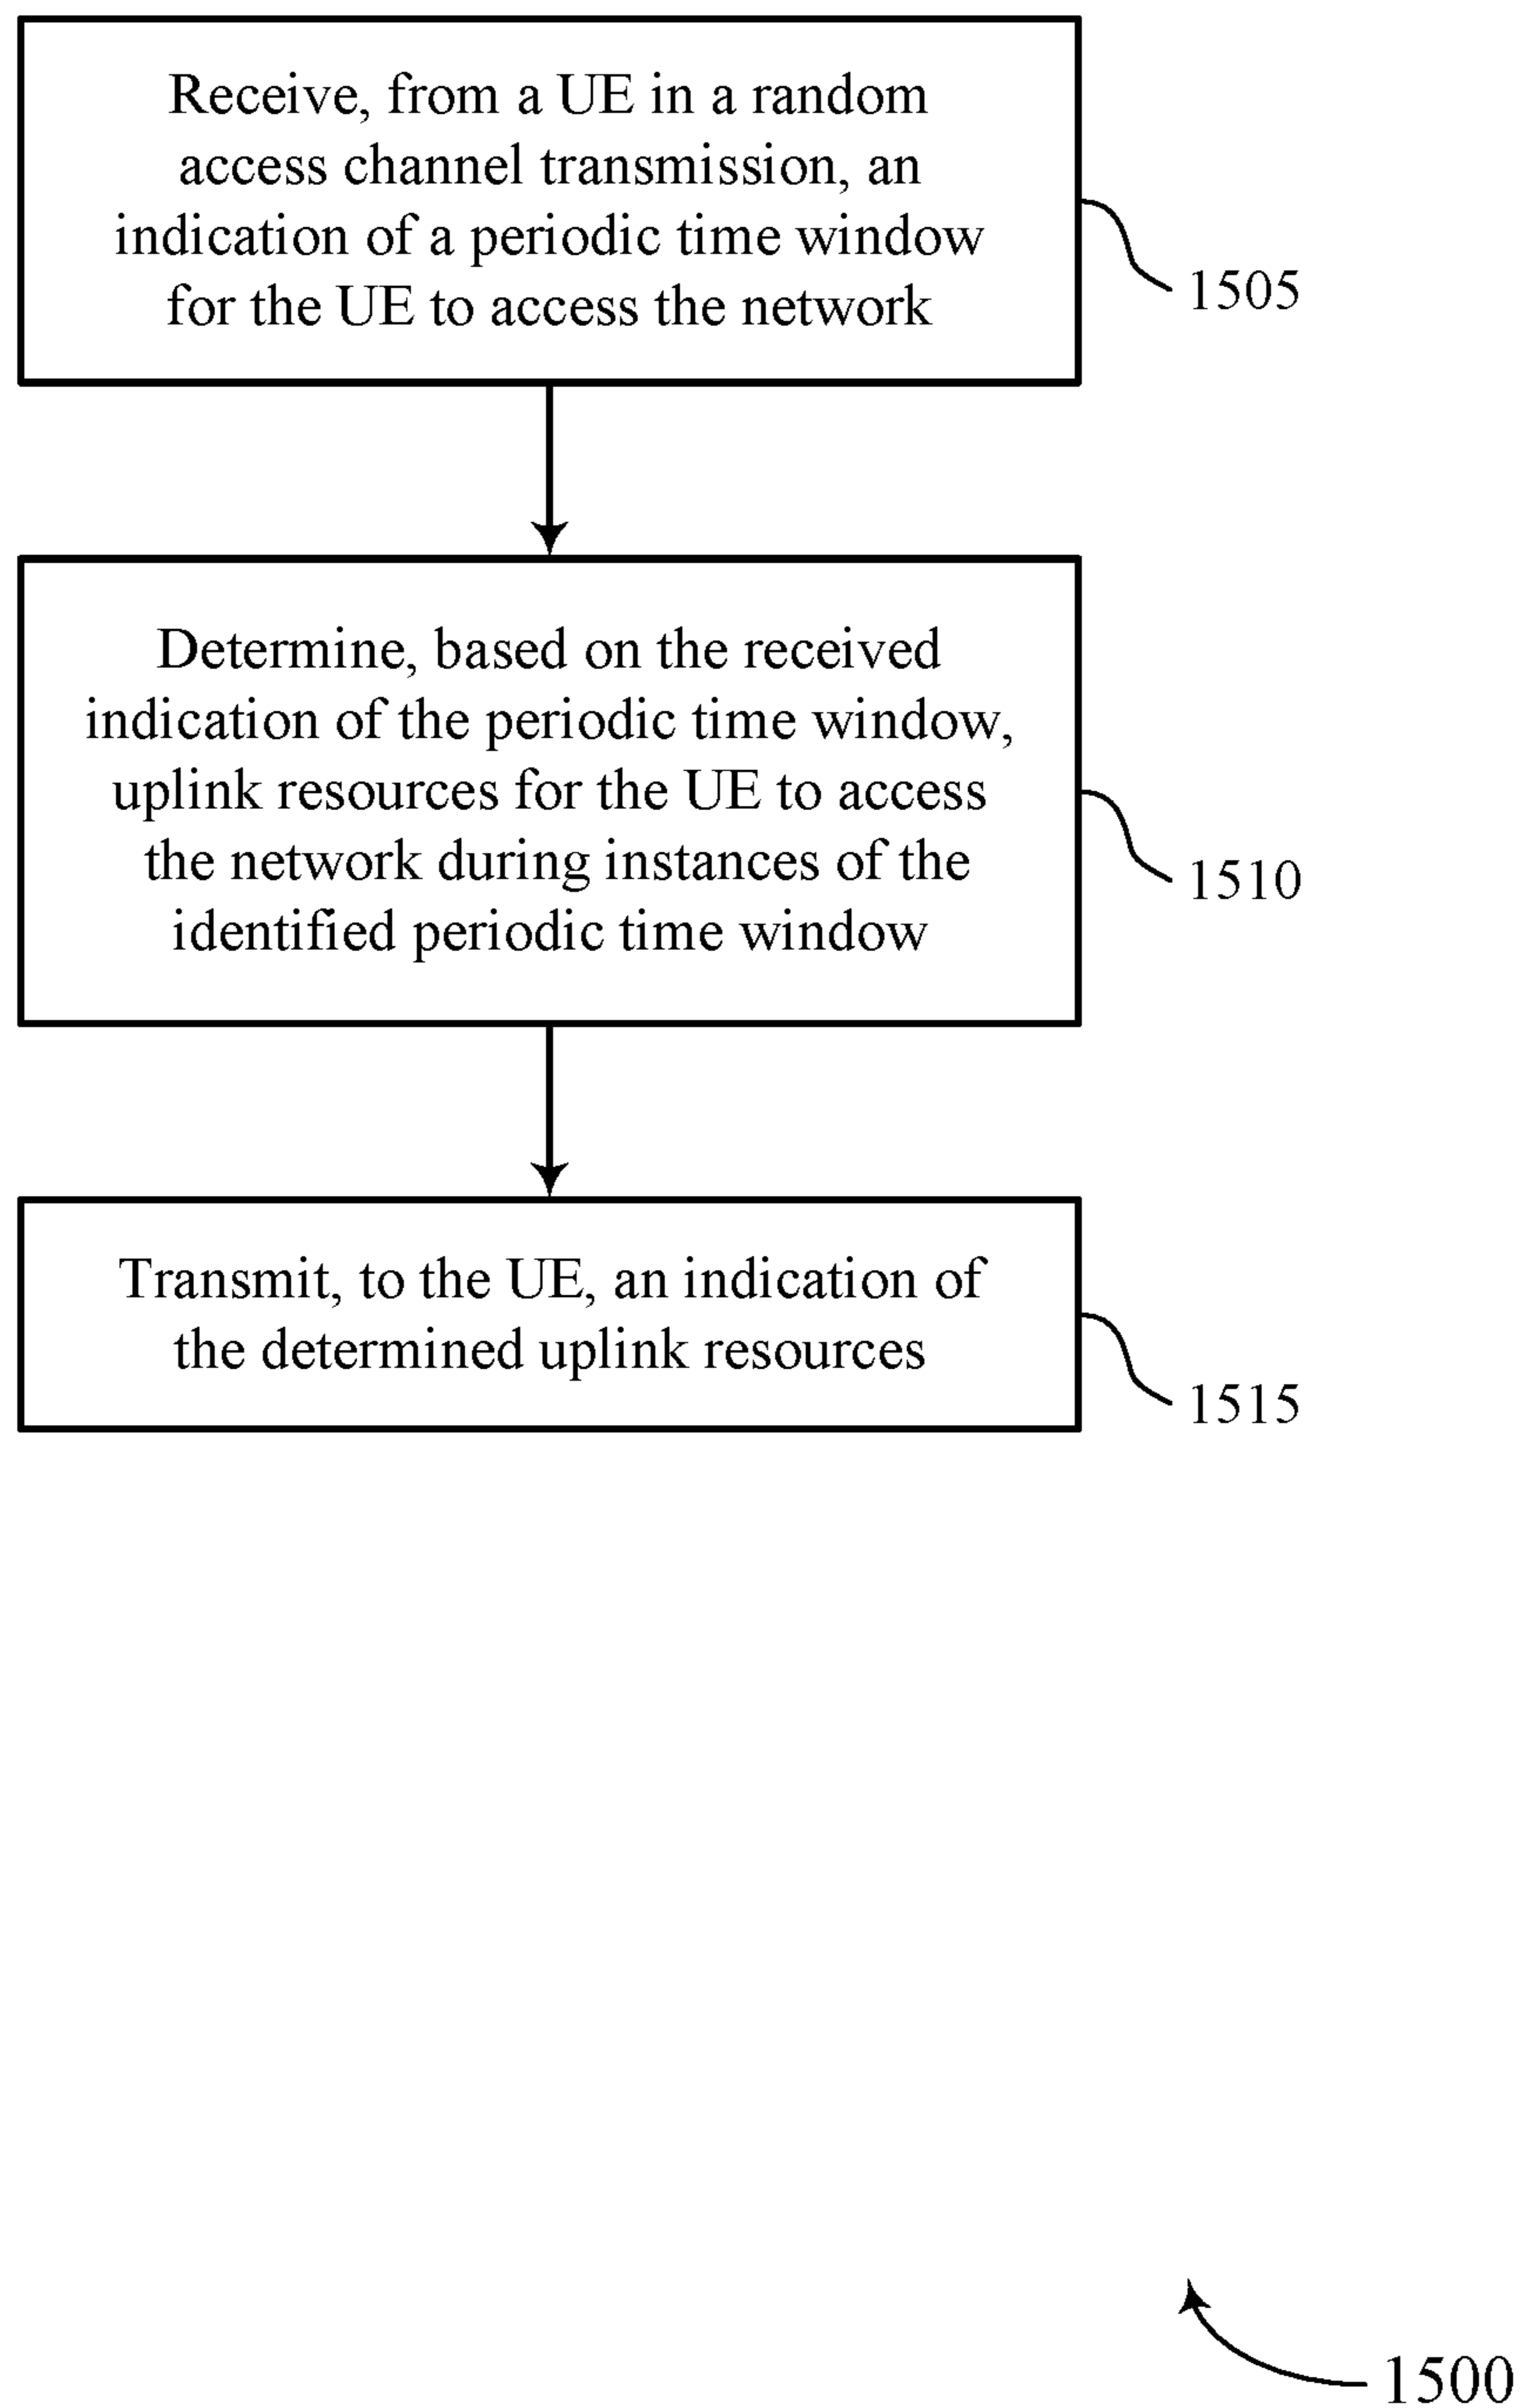 Receive, from a UE in a random
access channel transmission, an
indication of a periodic time window
for the UE to access the network
1505
Determine, based on the received
indication of the periodic time window,
uplink resources for the UE to access
the network during instances of the
identified periodic time window
1510
Transmit, to the UE, an indication of
the determined uplink resources
1515
1500